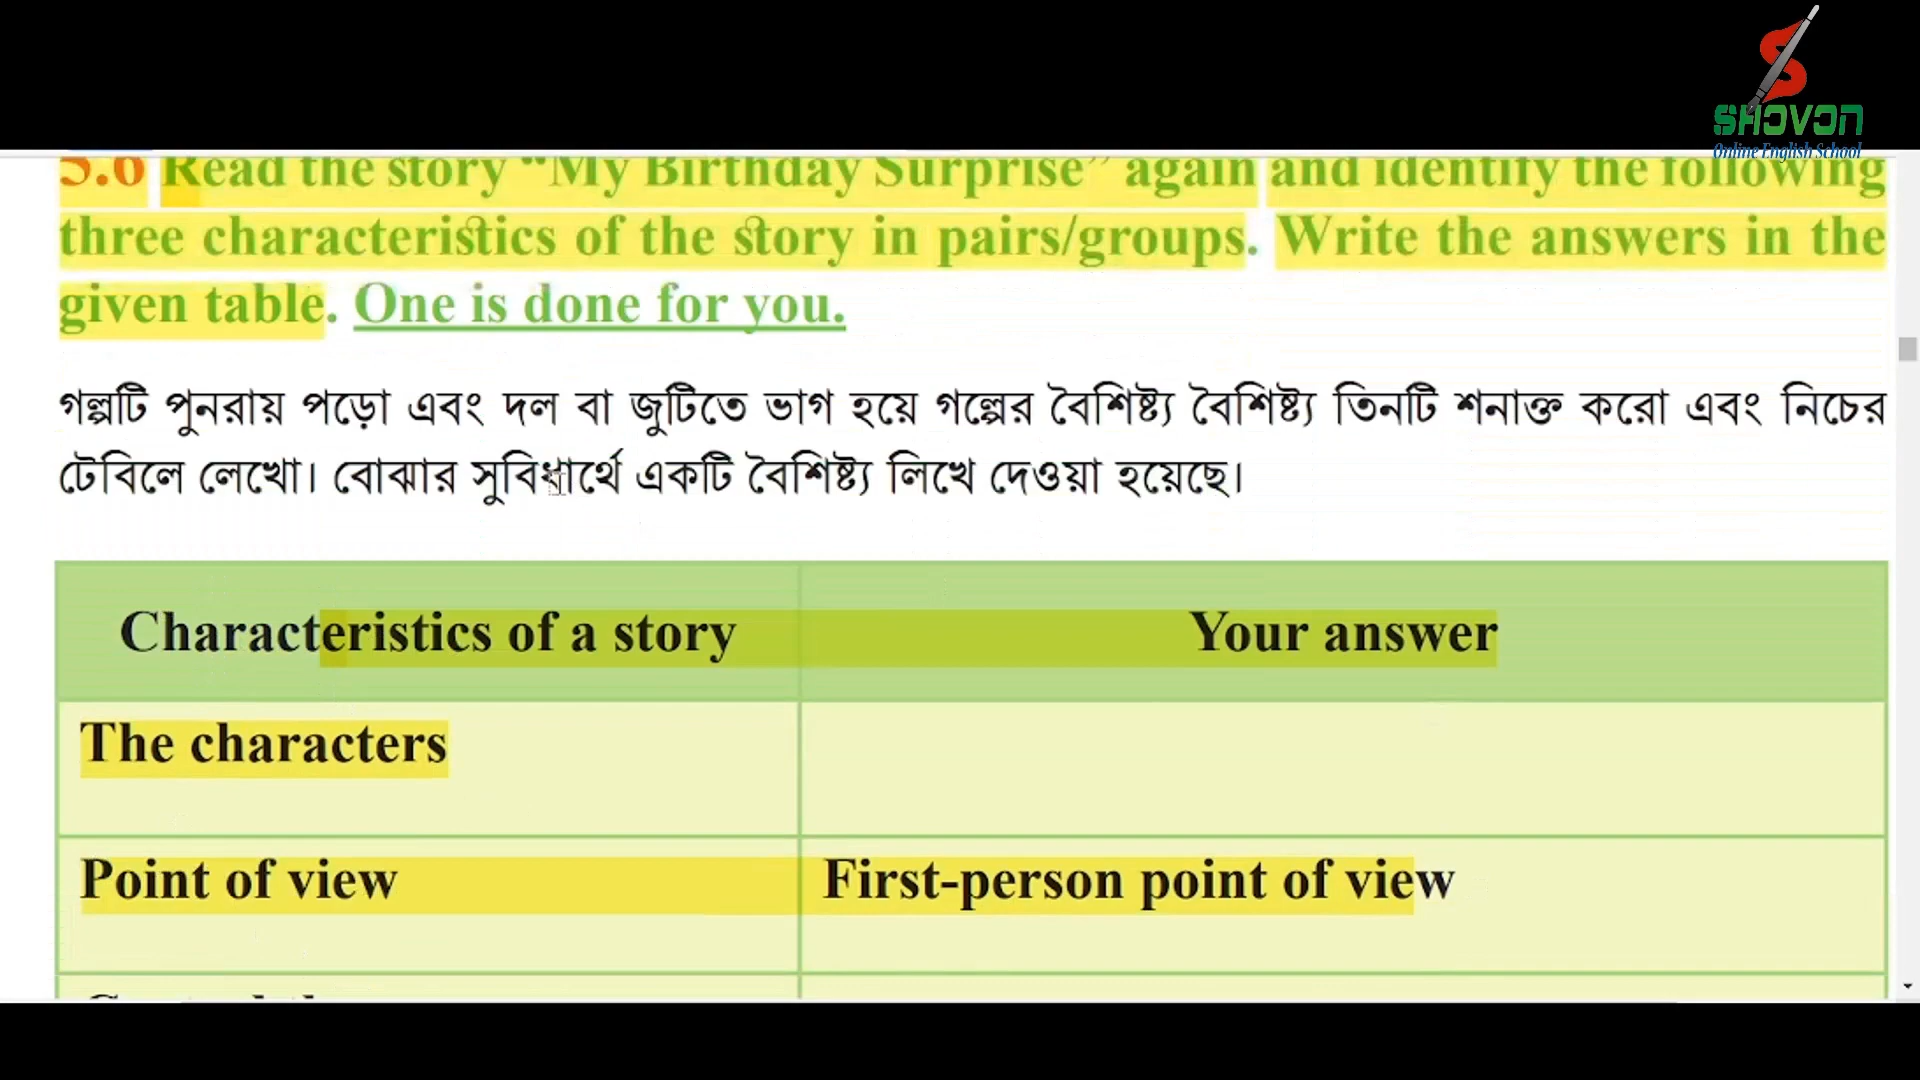 SHOVON
Online English School
5.6 Read the story “My Birthday Surprise” again and identify the following
three characteristics of the story in pairs/groups. Write the answers in the
given table. One is done for you.
গল্পটি পুনরায় পড়ো এবং দল বা জুটিতে ভাগ হয়ে গল্পের বৈশিষ্ট্য বৈশিষ্ট্য তিনটি শনাক্ত করো এবং নিচের
টেবিলে লেখো। বোঝার সুবিধার্থে একটি বৈশিষ্ট্য লিখে দেওয়া হয়েছে।
Characteristics of a story Your answer
The characters
Point of view First-person point of view